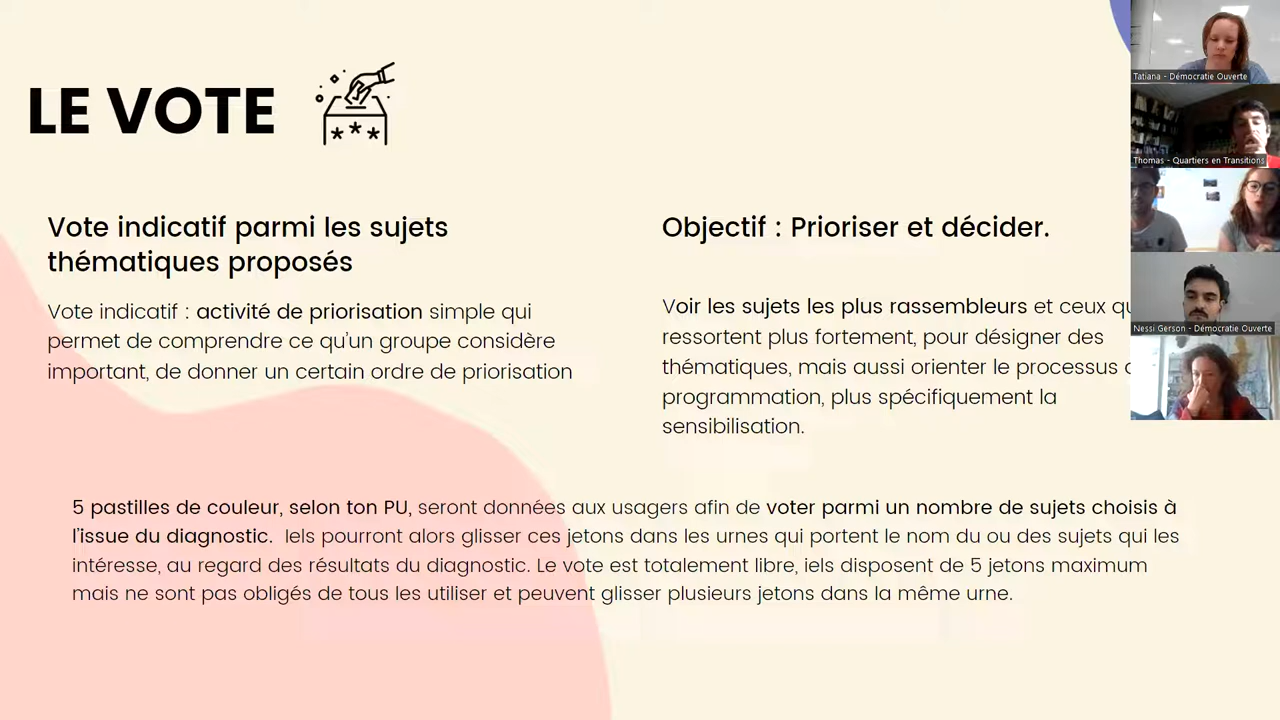 LE VOTE
Vote indicatif parmi les sujets
thématiques proposés
Vote indicatif : activité de priorisation simple qui
permet de comprendre ce qu'un groupe considère
important, de donner un certain ordre de priorisation
Objectif : Prioriser et décider.
Voir les sujets les plus rassembleurs et ceux
ressortent plus fortement, pour désigner des
thématiques, mais aussi orienter le processus
programmation, plus spécifiquement la
sensibilisation.
5 pastilles de couleur, selon ton PU, seront données aux usagers afin de voter parmi un nombre de sujets choisis à
l'issue du diagnostic. Iels pourront alors glisser ces jetons dans les urnes qui portent le nom du ou des sujets qui les
intéresse, au regard des résultats du diagnostic. Le vote est totalement libre, iels disposent de 5 jetons maximum
mais ne sont pas obligés de tous les utiliser et peuvent glisser plusieurs jetons dans la même urne.
Tatiana - Démocratie Ouverte
Thomas - Quartiers en Transitions
Nessi Gerson - Démocratie Ouverte